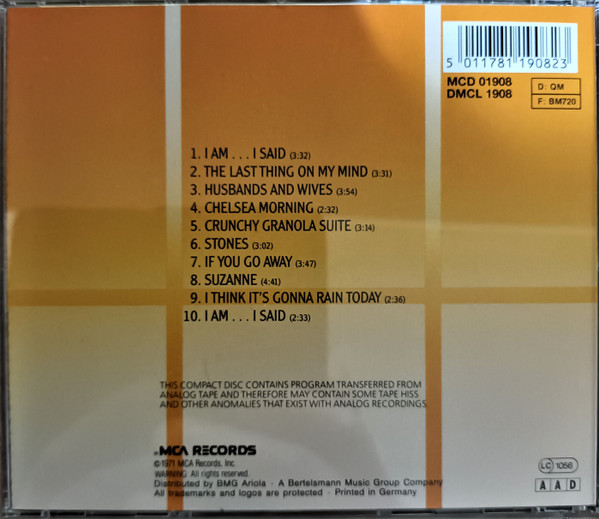 5 011781 190823
MCD 01908
DMCL 1908
D: QM
F: BM720
1. I AM . . . I SAID (3:32)
2. THE LAST THING ON MY MIND (3:31)
3. HUSBANDS AND WIVES (3:54)
4. CHELSEA MORNING (2:32)
5. CRUNCHY GRANOLA SUITE (3:14)
6. STONES (3:02)
7. IF YOU GO AWAY (3:47)
8. SUZANNE (4:41)
9. I THINK IT'S GONNA RAIN TODAY (2:36)
10. I AM . . . I SAID (2:33)
THIS COMPACT DISC CONTAINS PROGRAM TRANSFERRED FROM
ANALOG TAPE AND THEREFORE MAY CONTAIN SOME TAPE HISS
AND OTHER ANOMALIES THAT EXIST WITH ANALOG RECORDINGS.
MCA RECORDS
©1971 MCA Records, Inc.
WARNING: All rights reserved.
Distributed by BMG Ariola · A Bertelsmann Music Group Company
All trademarks and logos are protected · Printed in Germany
LC 1056
A A D